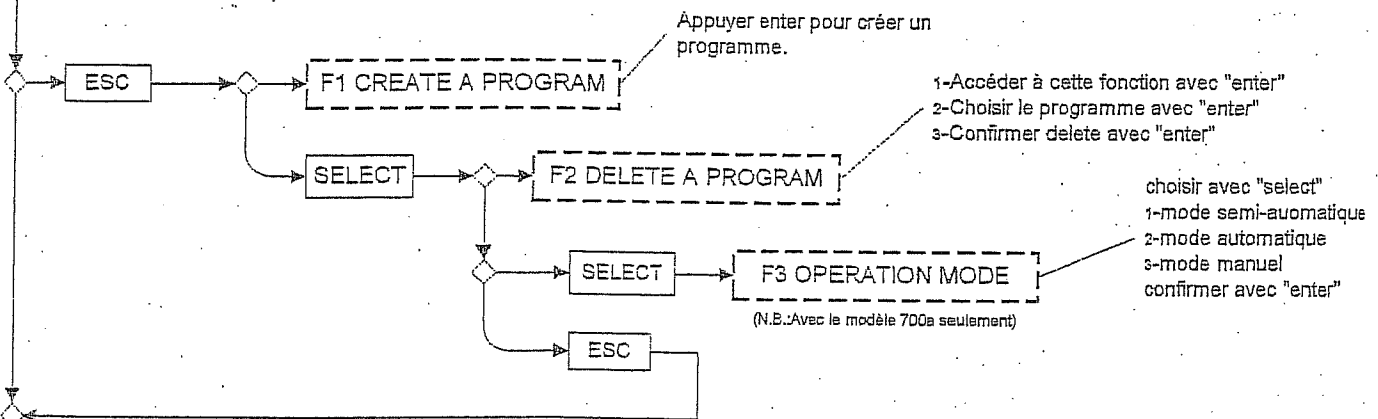 Appuyer enter pour créer un
programme.
ESC
F1 CREATE A PROGRAM
1-Accéder à cette fonction avec "enter"
2-Choisir le programme avec "enter"
3-Confirmer delete avec "enter"
SELECT
F2 DELETE A PROGRAM
choisir avec "select"
1-mode semi-auomatique
2-mode automatique
3-mode manuel
confirmer avec "enter"
SELECT
F3 OPERATION MODE
(N.B.:Avec le modèle 700a seulement)
ESC